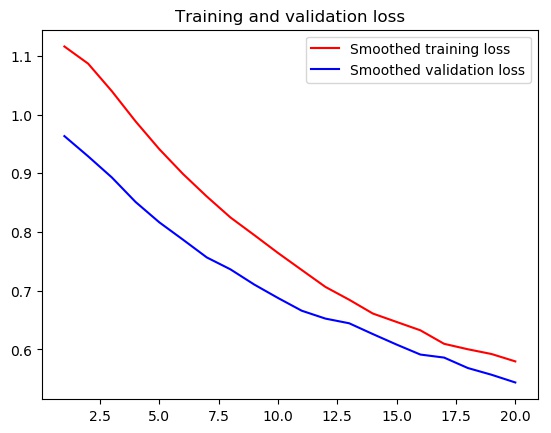 Training and validation loss
Smoothed training loss
Smoothed validation loss
1.1
1.0
0.9
0.8
0.7
0.6
2.5 5.0 7.5 10.0 12.5 15.0 17.5 20.0